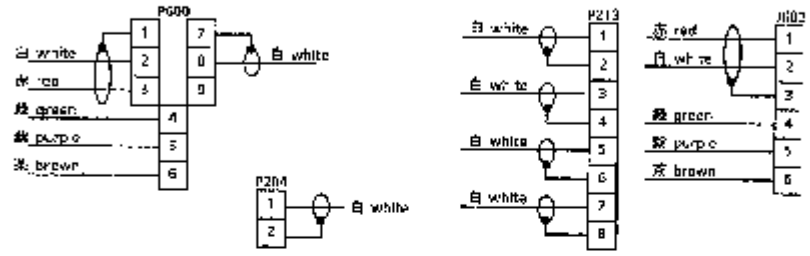 P600
1 7
白 white 2 8 白 white
赤 red 3 9
緑 green 4
紫 purple 5
茶 brown 6
P204
1 白 white
2
P213
白 white 1
2
白 white 3
4
白 white 5
6
白 white 7
8
赤 red 1
白 white 2
3
緑 green 4
紫 purple 5
茶 brown 6